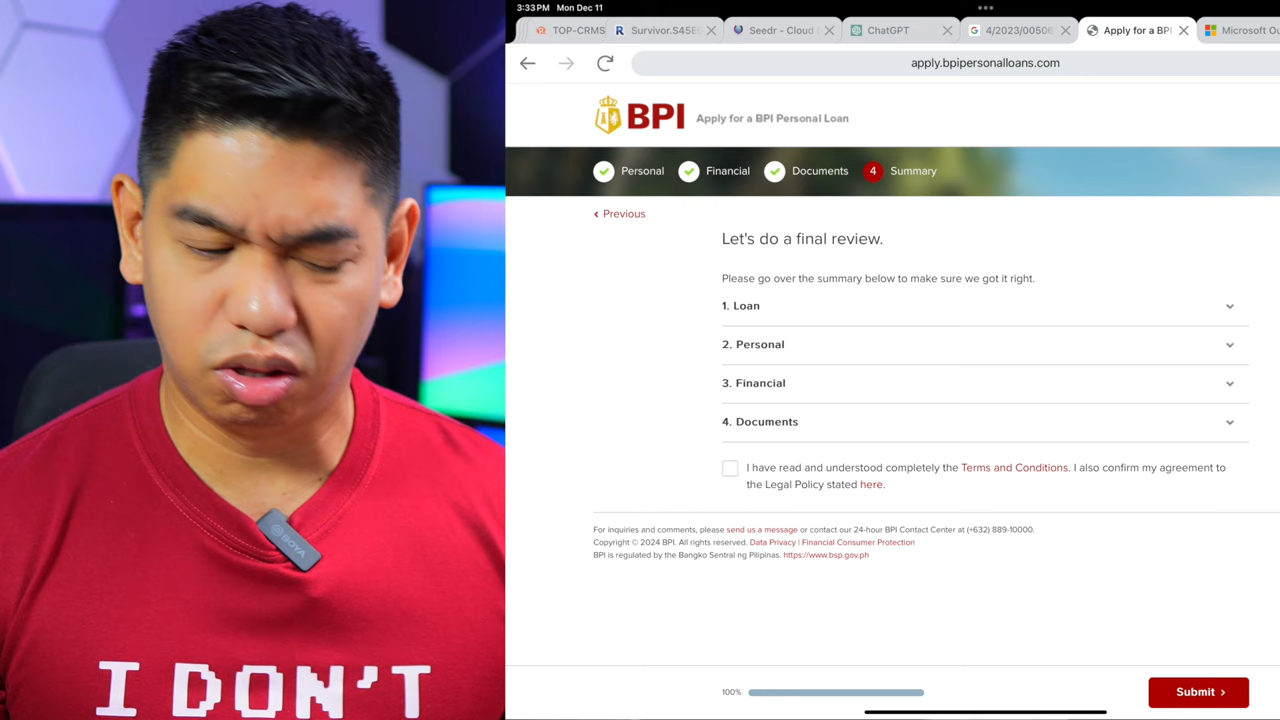 3:33 PM Mon Dec 11
TOP-CRMS
Survivor.S45E
Seedr - Cloud
ChatGPT
4/2023/00506
Apply for a BPI
Microsoft Ou
apply.bpipersonalloans.com
BPI
Apply for a BPI Personal Loan
Personal
Financial
Documents
4 Summary
Previous
Let's do a final review.
Please go over the summary below to make sure we got it right.
1. Loan
2. Personal
3. Financial
4. Documents
I have read and understood completely the Terms and Conditions. I also confirm my agreement to
the Legal Policy stated here.
For inquiries and comments, please send us a message or contact our 24-hour BPI Contact Center at (+632) 889-10000.
Copyright © 2024 BPI. All rights reserved. Data Privacy | Financial Consumer Protection
BPI is regulated by the Bangko Sentral ng Pilipinas. https://www.bsp.gov.ph
100%
Submit
BOYA
I DON'T